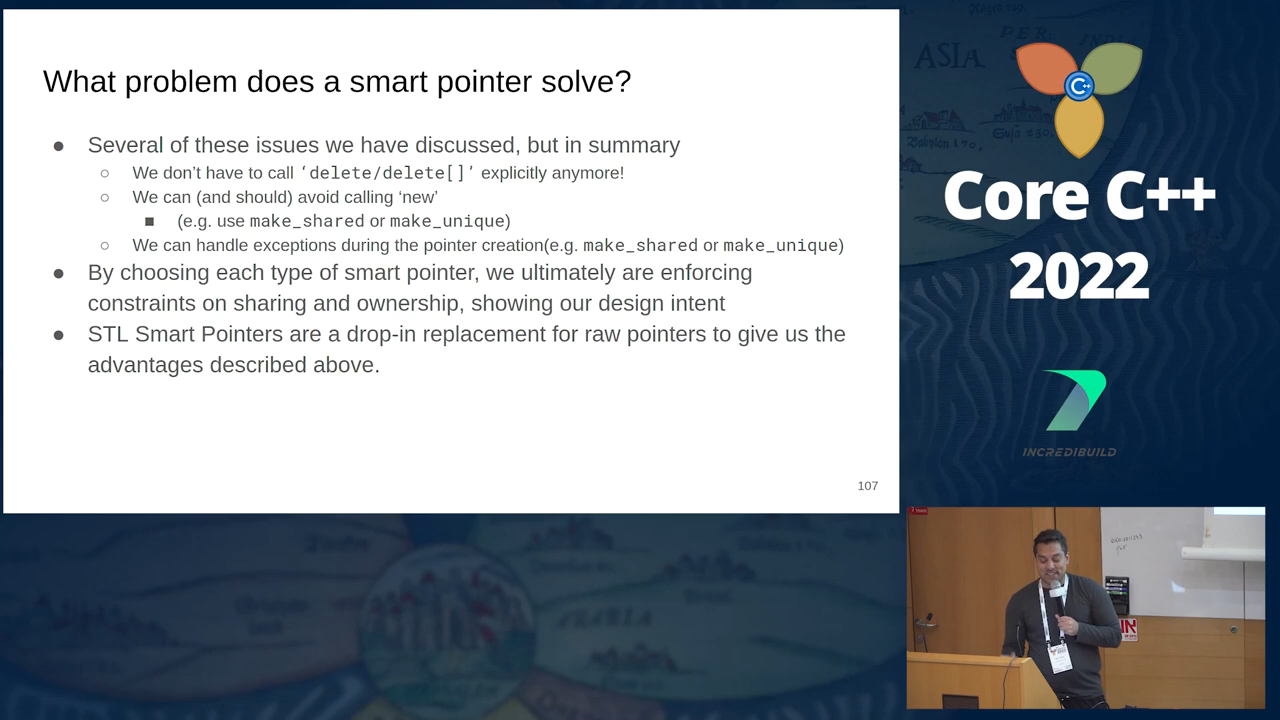 What problem does a smart pointer solve?
● Several of these issues we have discussed, but in summary
○ We don’t have to call ‘delete/delete[]’ explicitly anymore!
○ We can (and should) avoid calling ‘new’
■ (e.g. use make_shared or make_unique)
○ We can handle exceptions during the pointer creation(e.g. make_shared or make_unique)
● By choosing each type of smart pointer, we ultimately are enforcing
constraints on sharing and ownership, showing our design intent
● STL Smart Pointers are a drop-in replacement for raw pointers to give us the
advantages described above.
107
ASIA
PER
INDIA
C++
Core C++
2022
INCREDIBUILD
ARABIA